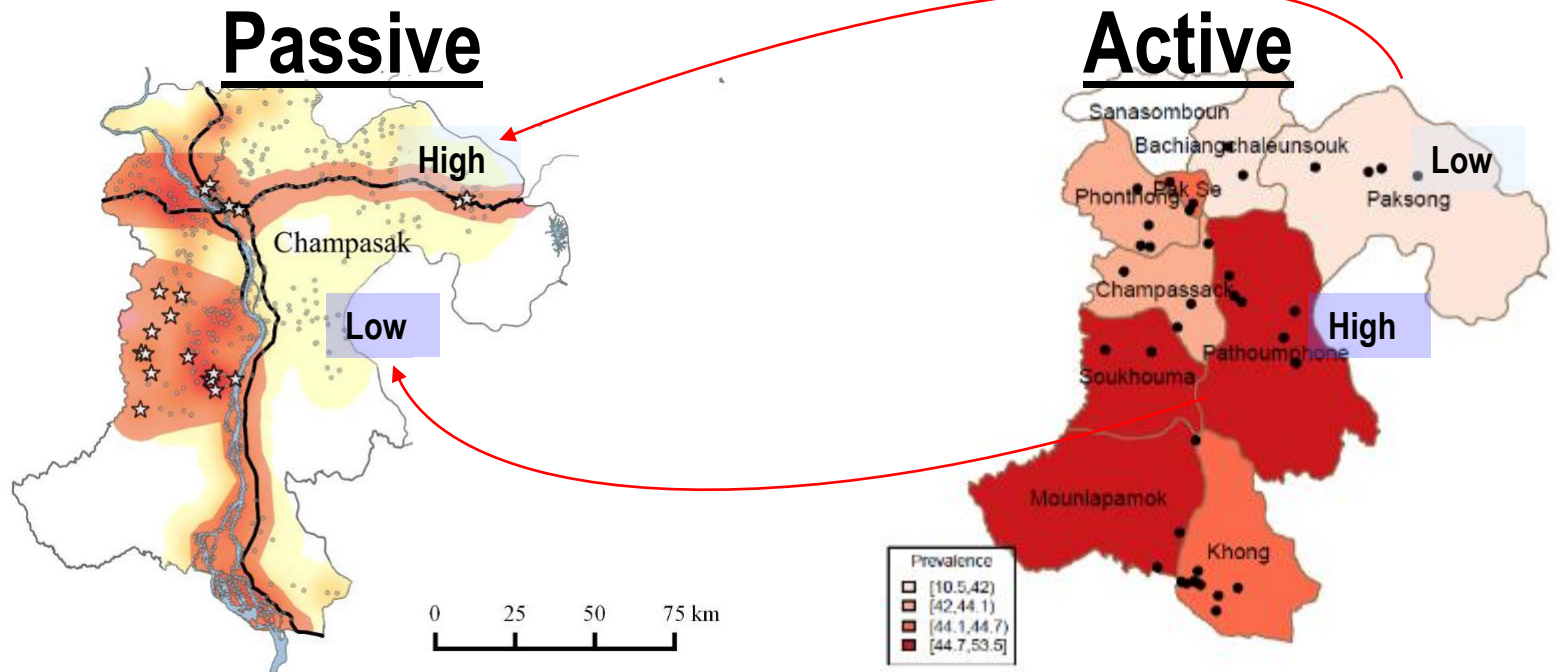 Passive
Active
High
Low
Champasak
0 25 50 75 km
Sanasomboun
Bachiangchaleunsouk
Low
Paksong
Phonthong
Pak Se
Champassack
High
Pathoumphone
Soukhouma
Mounlapamok
Khong
Prevalence
[10.5,42)
[42,44.1)
[44.1,44.7)
[44.7,53.5]